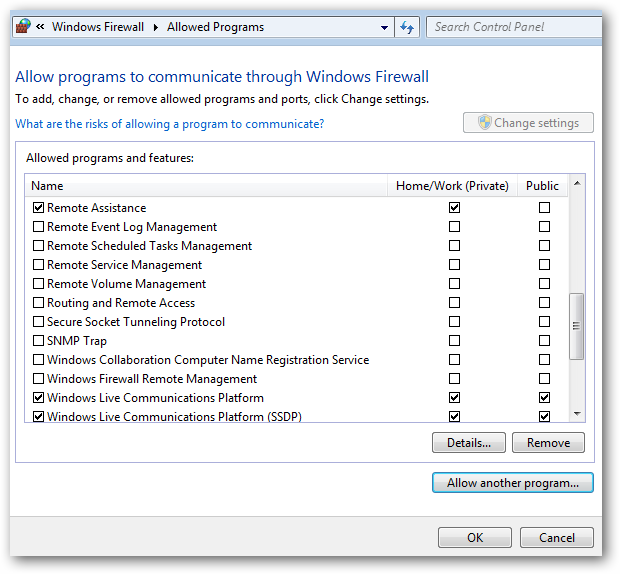 « Windows Firewall ▸ Allowed Programs Search Control Panel
Allow programs to communicate through Windows Firewall
To add, change, or remove allowed programs and ports, click Change settings.
What are the risks of allowing a program to communicate? Change settings
Allowed programs and features:
Name Home/Work (Private) Public
Remote Assistance
Remote Event Log Management
Remote Scheduled Tasks Management
Remote Service Management
Remote Volume Management
Routing and Remote Access
Secure Socket Tunneling Protocol
SNMP Trap
Windows Collaboration Computer Name Registration Service
Windows Firewall Remote Management
Windows Live Communications Platform
Windows Live Communications Platform (SSDP)
Details... Remove
Allow another program...
OK Cancel